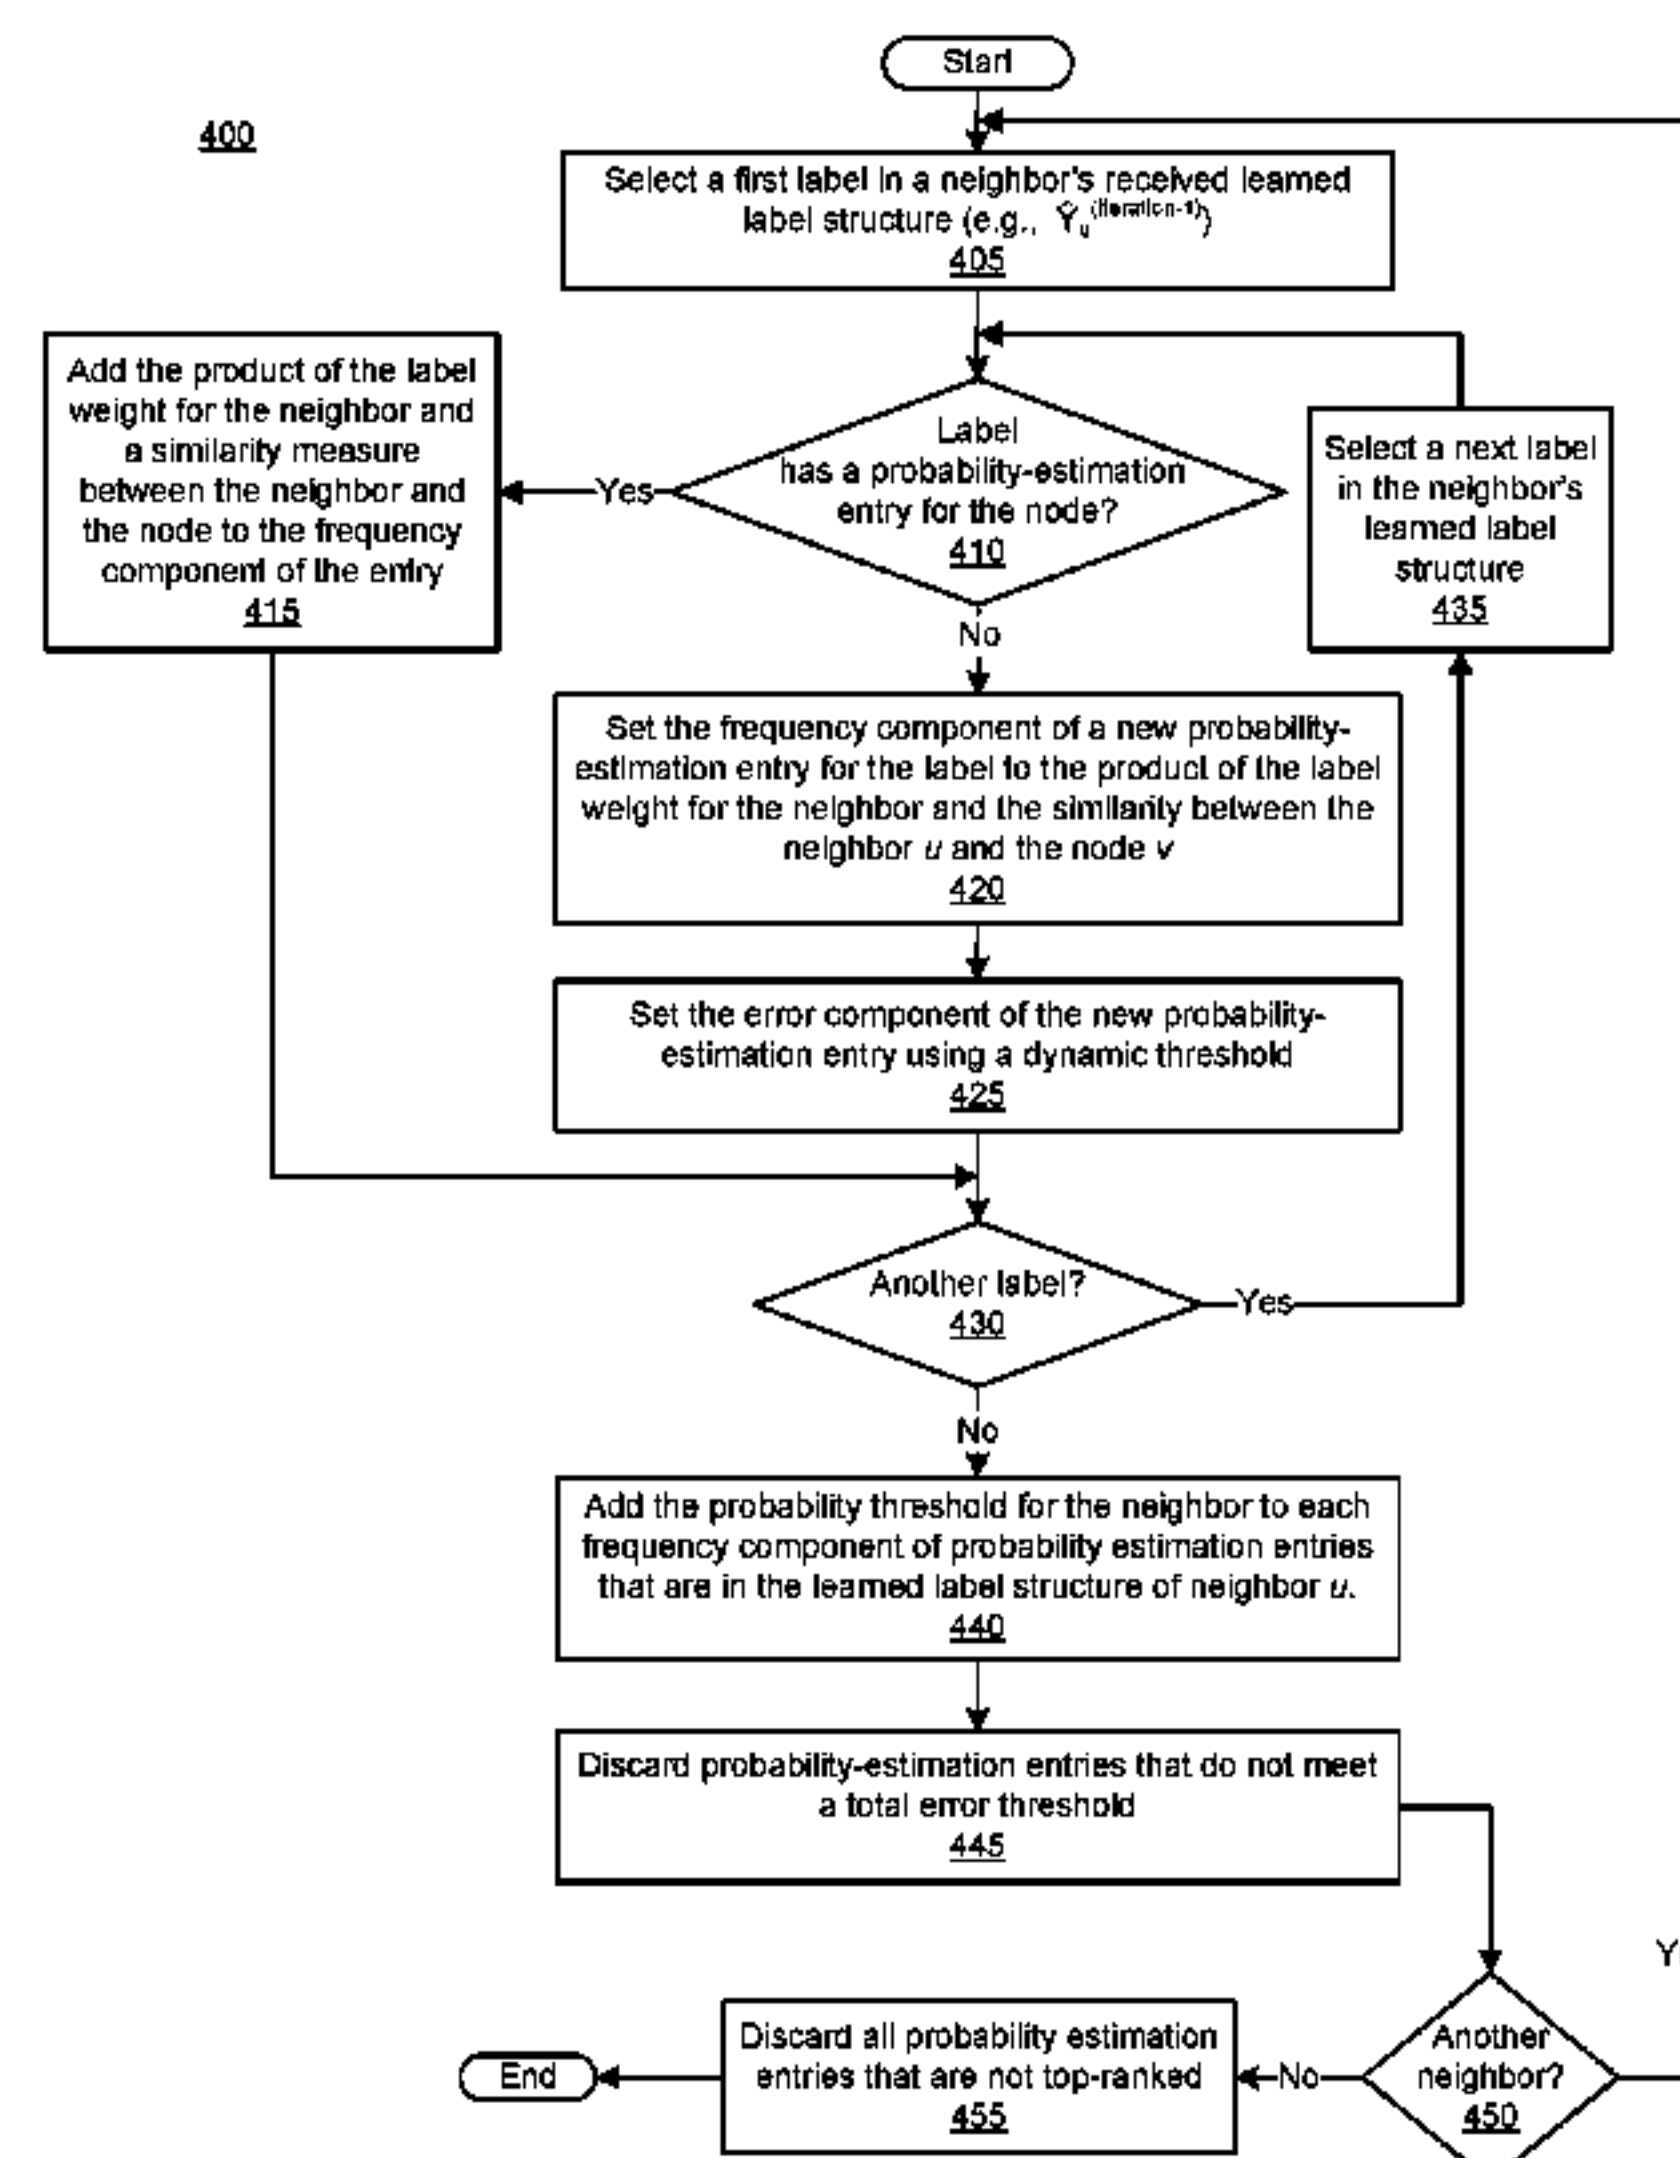 Start
400
Select a first label in a neighbor's received learned
label structure (e.g., Ŷu(iteration-1))
405
Add the product of the label
weight for the neighbor and
a similarity measure
between the neighbor and
the node to the frequency
component of the entry
415
Yes
Label
has a probability-estimation
entry for the node?
410
Select a next label
in the neighbor's
learned label
structure
435
No
Set the frequency component of a new probability-
estimation entry for the label to the product of the label
weight for the neighbor and the similarity between the
neighbor u and the node v
420
Set the error component of the new probability-
estimation entry using a dynamic threshold
425
Another label?
430
Yes
No
Add the probability threshold for the neighbor to each
frequency component of probability estimation entries
that are in the learned label structure of neighbor u.
440
Discard probability-estimation entries that do not meet
a total error threshold
445
Another
neighbor?
450
No
Discard all probability estimation
entries that are not top-ranked
455
End